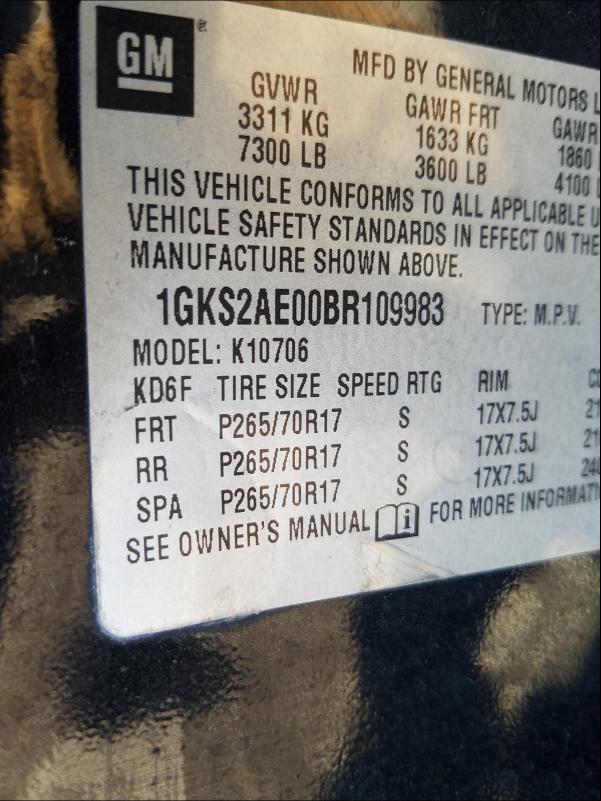 GM ®
MFD BY GENERAL MOTORS L
GVWR GAWR FRT GAWR
3311 KG 1633 KG 1860
7300 LB 3600 LB 4100
THIS VEHICLE CONFORMS TO ALL APPLICABLE U
VEHICLE SAFETY STANDARDS IN EFFECT ON THE
MANUFACTURE SHOWN ABOVE.
1GKS2AE00BR109983 TYPE: M.P.V.
MODEL: K10706
KD6F TIRE SIZE SPEED RTG RIM
FRT P265/70R17 S 17X7.5J
RR P265/70R17 S 17X7.5J
SPA P265/70R17 S 17X7.5J
SEE OWNER'S MANUAL FOR MORE INFORMATI